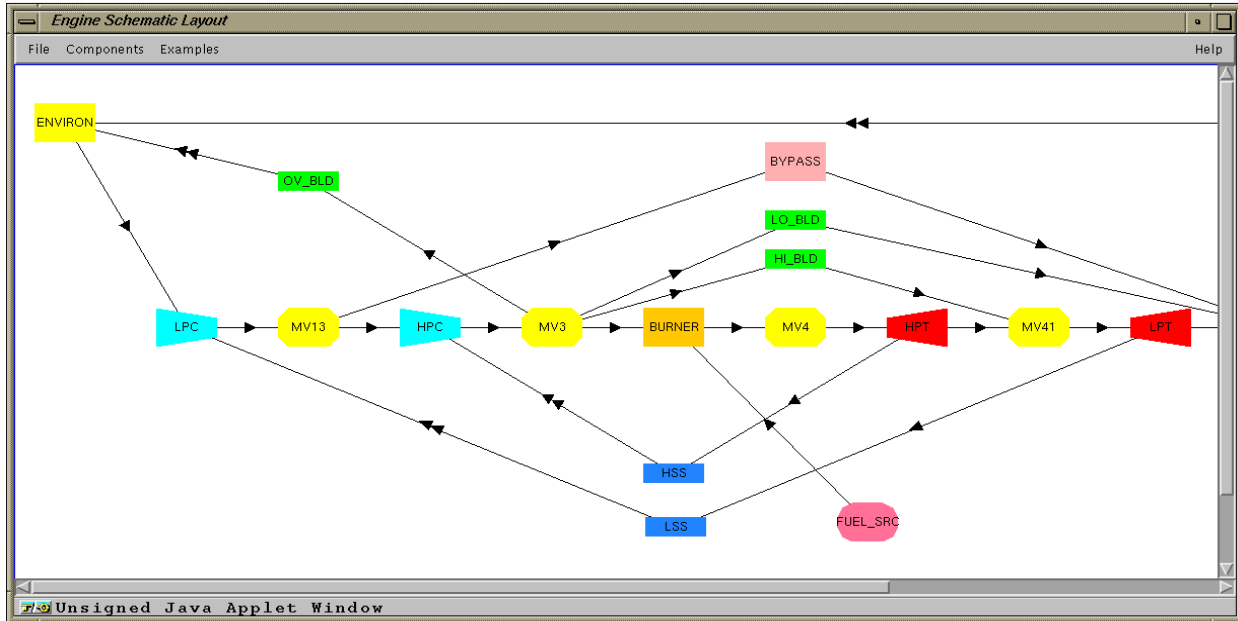 Engine Schematic Layout
File Components Examples Help
ENVIRON
BYPASS
OV_BLD
LO_BLD
HI_BLD
LPC MV13 HPC MV3 BURNER MV4 HPT MV41 LPT
HSS
FUEL_SRC
LSS
Unsigned Java Applet Window